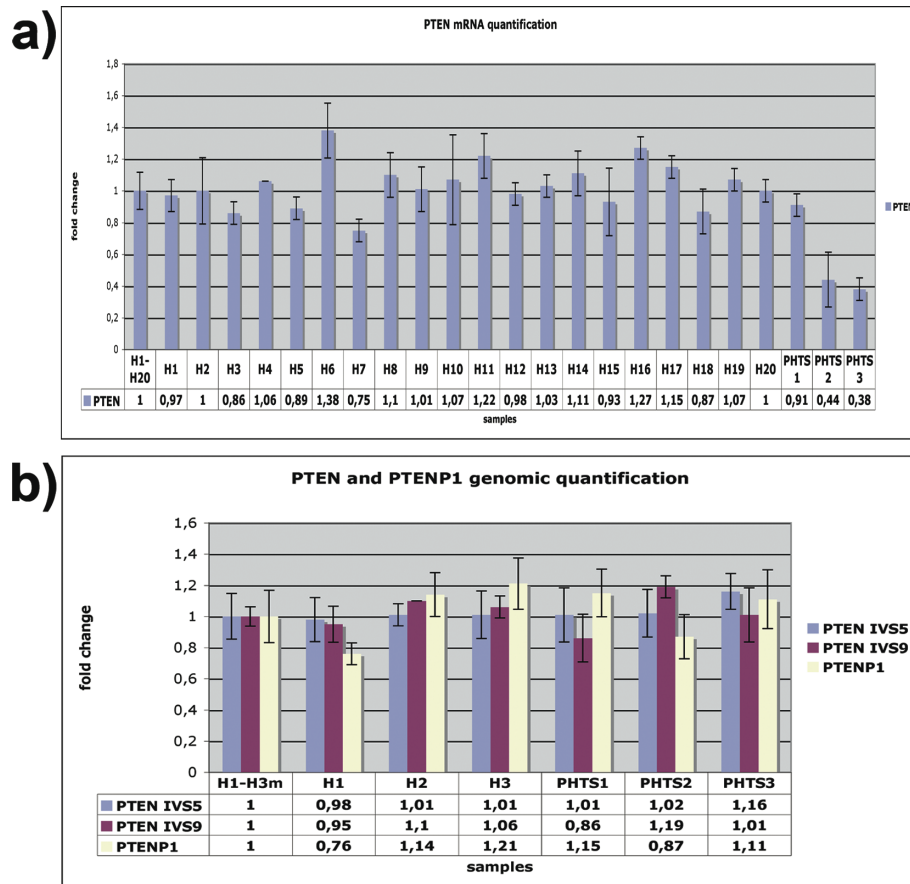 a)
PTEN mRNA quantification
1,8
1,6
1,4
1,2
1
0,8
0,6
0,4
0,2
0
fold change
PTEN
H1-H20 H1 H2 H3 H4 H5 H6 H7 H8 H9 H10 H11 H12 H13 H14 H15 H16 H17 H18 H19 H20 PHTS 1 PHTS 2 PHTS 3
PTEN 1 0,97 1 0,86 1,06 0,89 1,38 0,75 1,1 1,01 1,07 1,22 0,98 1,03 1,11 0,93 1,27 1,15 0,87 1,07 1 0,91 0,44 0,38
samples
b)
PTEN and PTENP1 genomic quantification
1,6
1,4
1,2
1
0,8
0,6
0,4
0,2
0
fold change
PTEN IVS5
PTEN IVS9
PTENP1
H1-H3m H1 H2 H3 PHTS1 PHTS2 PHTS3
PTEN IVS5 1 0,98 1,01 1,01 1,01 1,02 1,16
PTEN IVS9 1 0,95 1,1 1,06 0,86 1,19 1,01
PTENP1 1 0,76 1,14 1,21 1,15 0,87 1,11
samples